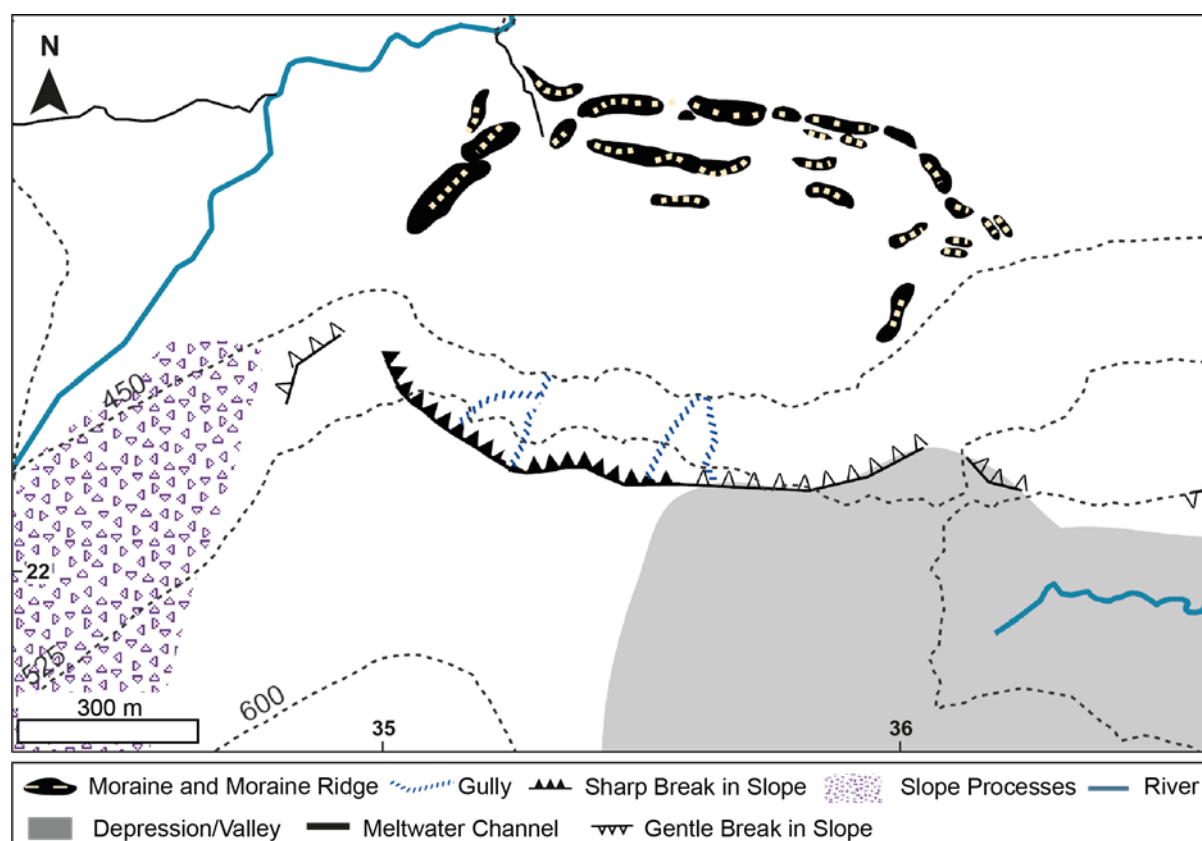 N
450
22
525
600
300 m
35
36
Moraine and Moraine Ridge Gully Sharp Break in Slope Slope Processes River
Depression/Valley Meltwater Channel Gentle Break in Slope